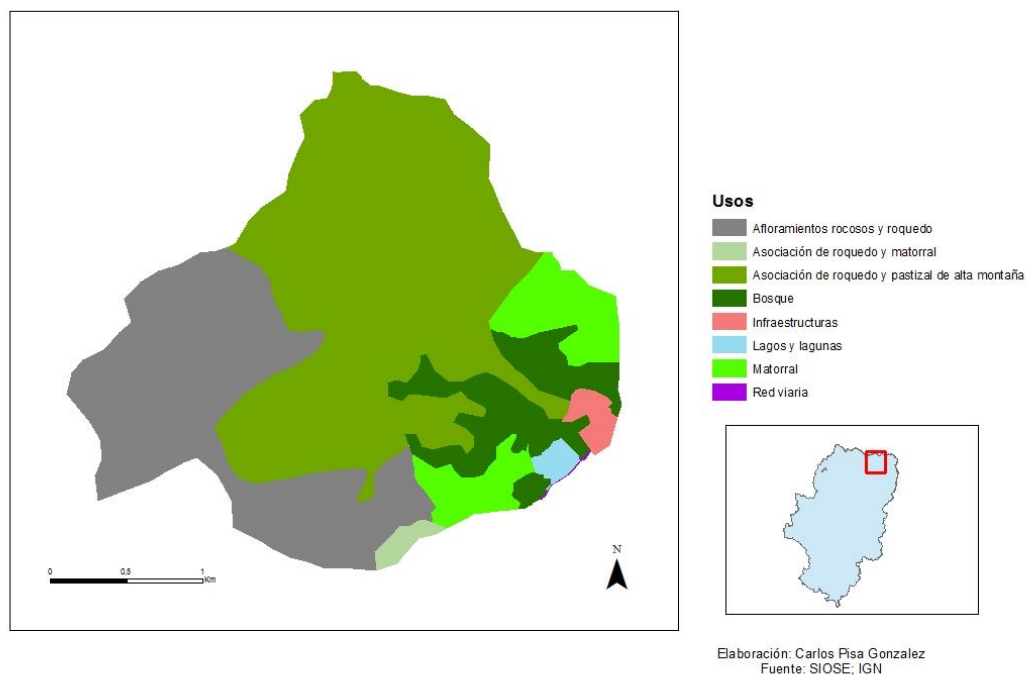 Usos
Afloramientos rocosos y roquedo
Asociación de roquedo y matorral
Asociación de roquedo y pastizal de alta montaña
Bosque
Infraestructuras
Lagos y lagunas
Matorral
Red viaria
N
0 0,5 1
Km
Elaboración: Carlos Pisa Gonzalez
Fuente: SIOSE; IGN